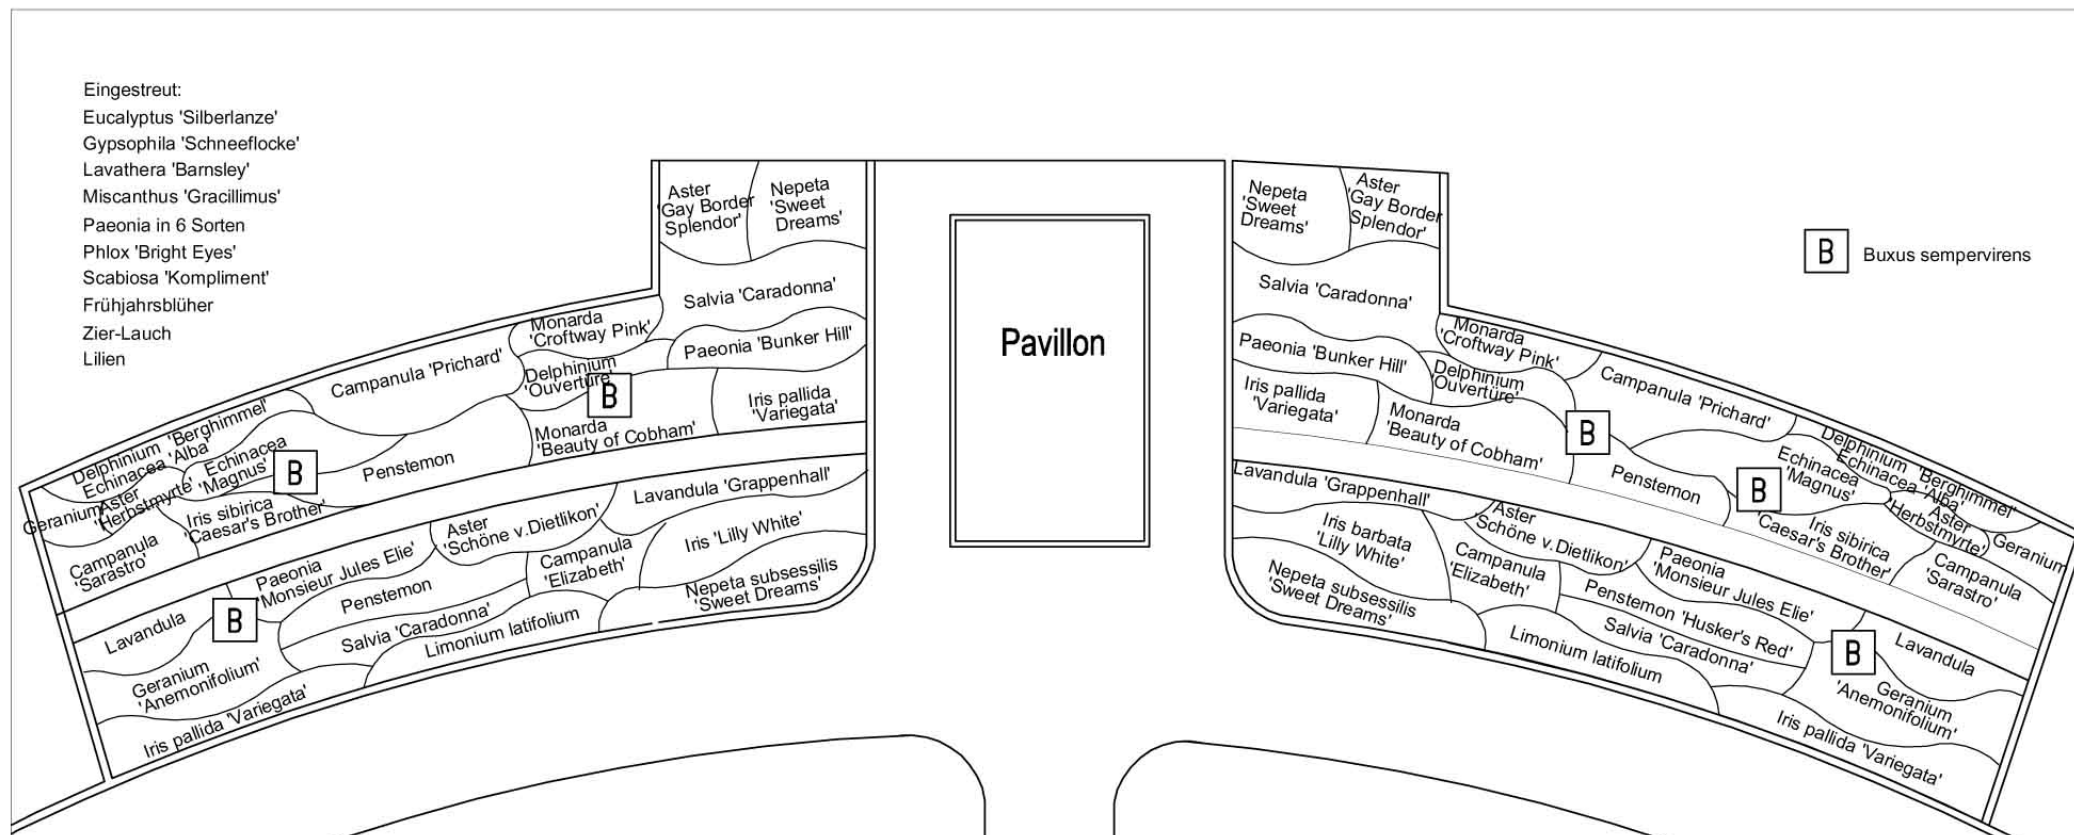 Eingestreut:
Eucalyptus 'Silberlanze'
Gypsophila 'Schneeflocke'
Lavathera 'Barnsley'
Miscanthus 'Gracillimus'
Paeonia in 6 Sorten
Phlox 'Bright Eyes'
Scabiosa 'Kompliment'
Frühjahrsblüher
Zier-Lauch
Lilien
Aster
'Gay Border
Splendor'
Nepeta
'Sweet
Dreams'
Salvia 'Caradonna'
Monarda
'Croftway Pink'
Paeonia 'Bunker Hill'
Campanula 'Prichard'
Delphinium
'Ouvertüre'
B
Iris pallida
'Variegata'
Monarda
'Beauty of Cobham'
Delphinium 'Berghimmel'
Echinacea 'Alba'
Echinacea
'Magnus'
B
Penstemon
Geranium
Aster
'Herbstmyrte'
Iris sibirica
'Caesar's Brother'
Campanula
'Sarastro'
Lavandula 'Grappenhall'
Aster
'Schöne v.Dietlikon'
Iris 'Lilly White'
Campanula
'Elizabeth'
Paeonia
'Monsieur Jules Elie'
Penstemon
Nepeta subsessilis
'Sweet Dreams'
B
Lavandula
Salvia 'Caradonna'
Limonium latifolium
Geranium
'Anemonifolium'
Iris pallida 'Variegata'
Pavillon
Nepeta
'Sweet
Dreams'
Aster
'Gay Border
Splendor'
B
Buxus sempervirens
Salvia 'Caradonna'
Monarda
'Croftway Pink'
Paeonia 'Bunker Hill'
Delphinium
'Ouvertüre'
Campanula 'Prichard'
Iris pallida
'Variegata'
Monarda
'Beauty of Cobham'
B
Penstemon
B
Echinacea
'Magnus'
Delphinium 'Berghimmel'
Echinacea 'Alba'
Aster
'Herbstmyrte'
Geranium
Iris sibirica
'Caesar's Brother'
Campanula
'Sarastro'
Lavandula 'Grappenhall'
Aster
'Schöne v.Dietlikon'
Iris barbata
'Lilly White'
Campanula
'Elizabeth'
Paeonia
'Monsieur Jules Elie'
Nepeta subsessilis
'Sweet Dreams'
Penstemon 'Husker's Red'
Salvia 'Caradonna'
Limonium latifolium
B
Lavandula
Geranium
'Anemonifolium'
Iris pallida 'Variegata'